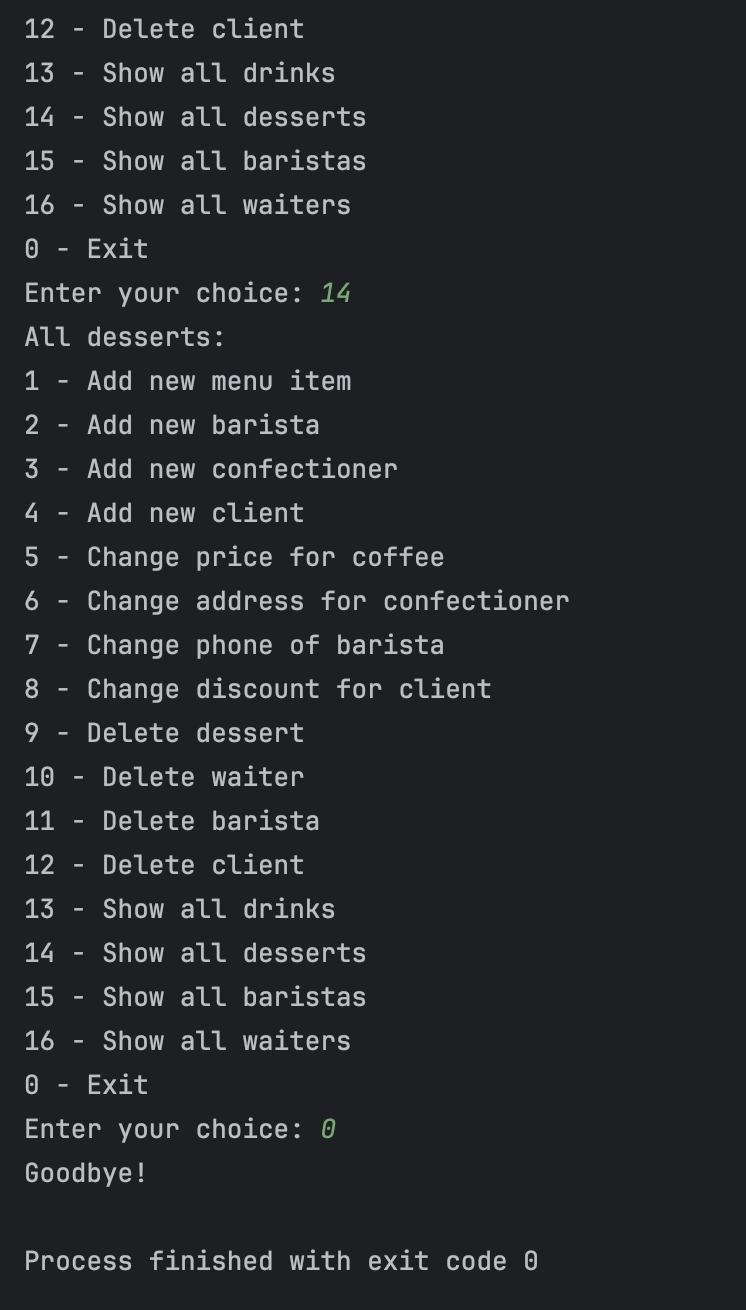 12 - Delete client
13 - Show all drinks
14 - Show all desserts
15 - Show all baristas
16 - Show all waiters
0 - Exit
Enter your choice: 14
All desserts:
1 - Add new menu item
2 - Add new barista
3 - Add new confectioner
4 - Add new client
5 - Change price for coffee
6 - Change address for confectioner
7 - Change phone of barista
8 - Change discount for client
9 - Delete dessert
10 - Delete waiter
11 - Delete barista
12 - Delete client
13 - Show all drinks
14 - Show all desserts
15 - Show all baristas
16 - Show all waiters
0 - Exit
Enter your choice: 0
Goodbye!
Process finished with exit code 0